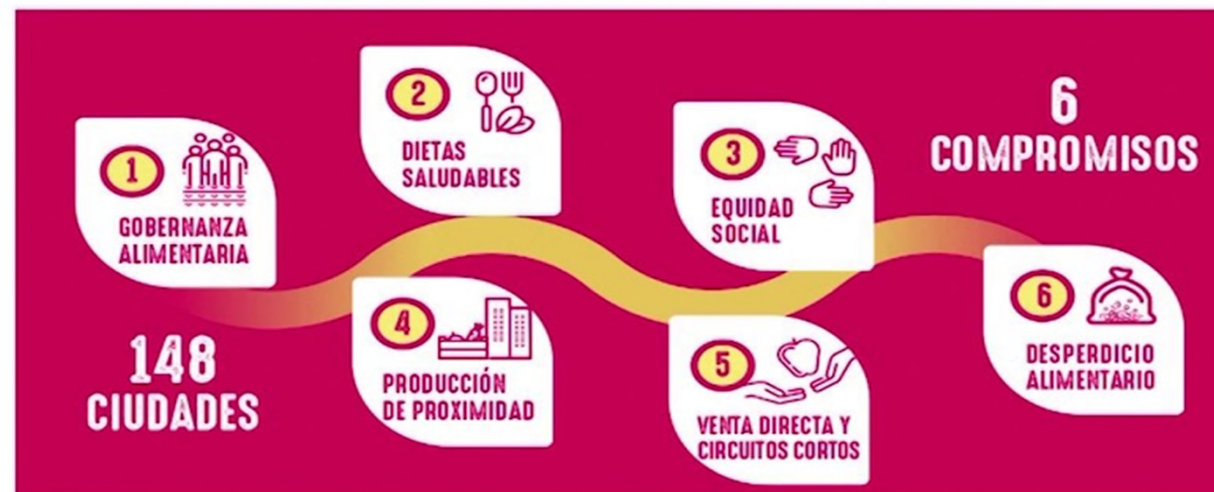 1
GOBERNANZA
ALIMENTARIA
2
DIETAS
SALUDABLES
3
EQUIDAD
SOCIAL
6
COMPROMISOS
148
CIUDADES
4
PRODUCCIÓN
DE PROXIMIDAD
5
VENTA DIRECTA Y
CIRCUITOS CORTOS
6
DESPERDICIO
ALIMENTARIO